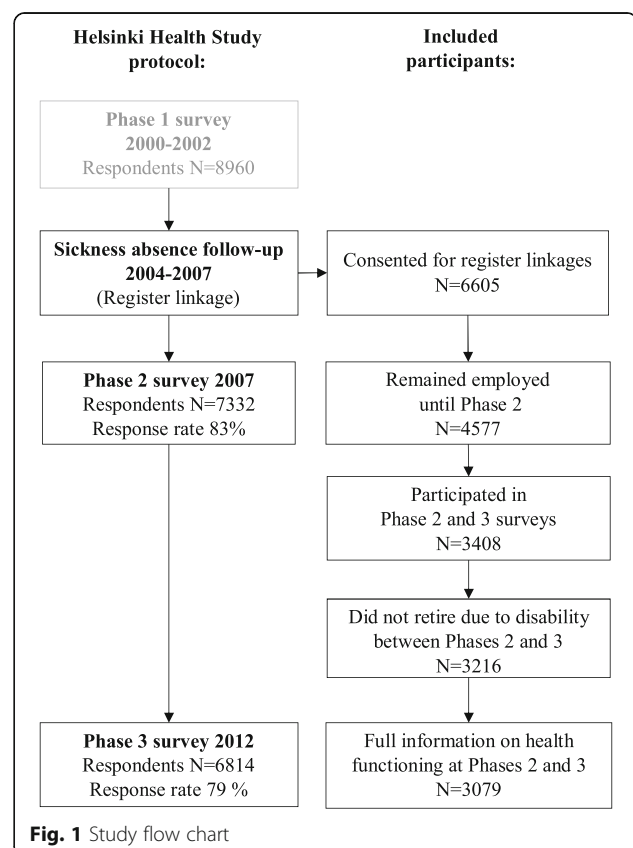 Helsinki Health Study
protocol:
Included
participants:
Phase 1 survey
2000-2002
Respondents N=8960
Sickness absence follow-up
2004-2007
(Register linkage)
Consented for register linkages
N=6605
Phase 2 survey 2007
Respondents N=7332
Response rate 83%
Remained employed
until Phase 2
N=4577
Participated in
Phase 2 and 3 surveys
N=3408
Did not retire due to disability
between Phases 2 and 3
N=3216
Phase 3 survey 2012
Respondents N=6814
Response rate 79 %
Full information on health
functioning at Phases 2 and 3
N=3079
Fig. 1 Study flow chart